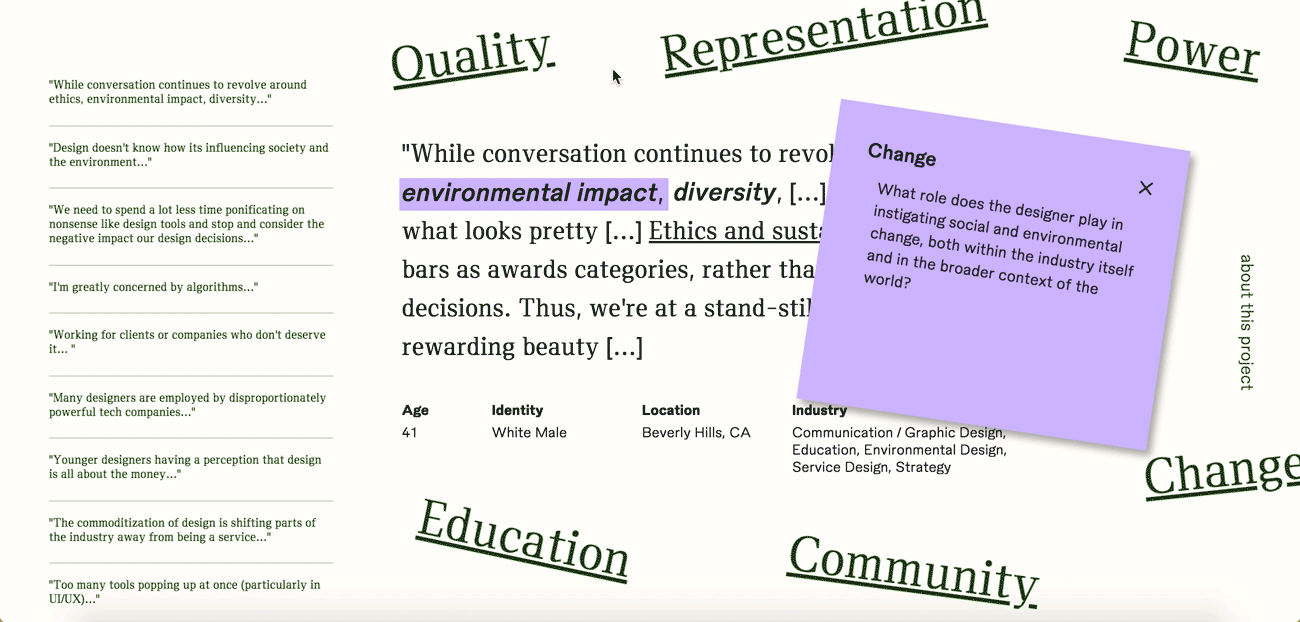 Quality
Representation
Power
"While conversation continues to revolve around
ethics, environmental impact, diversity..."
"Design doesn't know how its influencing society and
the environment..."
"We need to spend a lot less time ponificating on
nonsense like design tools and stop and consider the
negative impact our design decisions..."
"I'm greatly concerned by algorithms..."
"Working for clients or companies who don't deserve
it... "
"Many designers are employed by disproportionately
powerful tech companies..."
"Younger designers having a perception that design
is all about the money..."
"The commoditization of design is shifting parts of
the industry away from being a service..."
"Too many tools popping up at once (particularly in
UI/UX)..."
"While conversation continues to
environmental impact, diversity, [...]
what looks pretty [...] Ethics and
bars as awards categories, rather
decisions. Thus, we're at a
rewarding beauty [...]
Age
41
Identity
White Male
Location
Beverly Hills, CA
Industry
Communication / Graphic Design,
Education, Environmental Design,
Service Design, Strategy
Change
What role does the designer play in
instigating social and environmental
change, both within the industry itself
and in the broader context of the
world?
about this project
Change
Education
Community